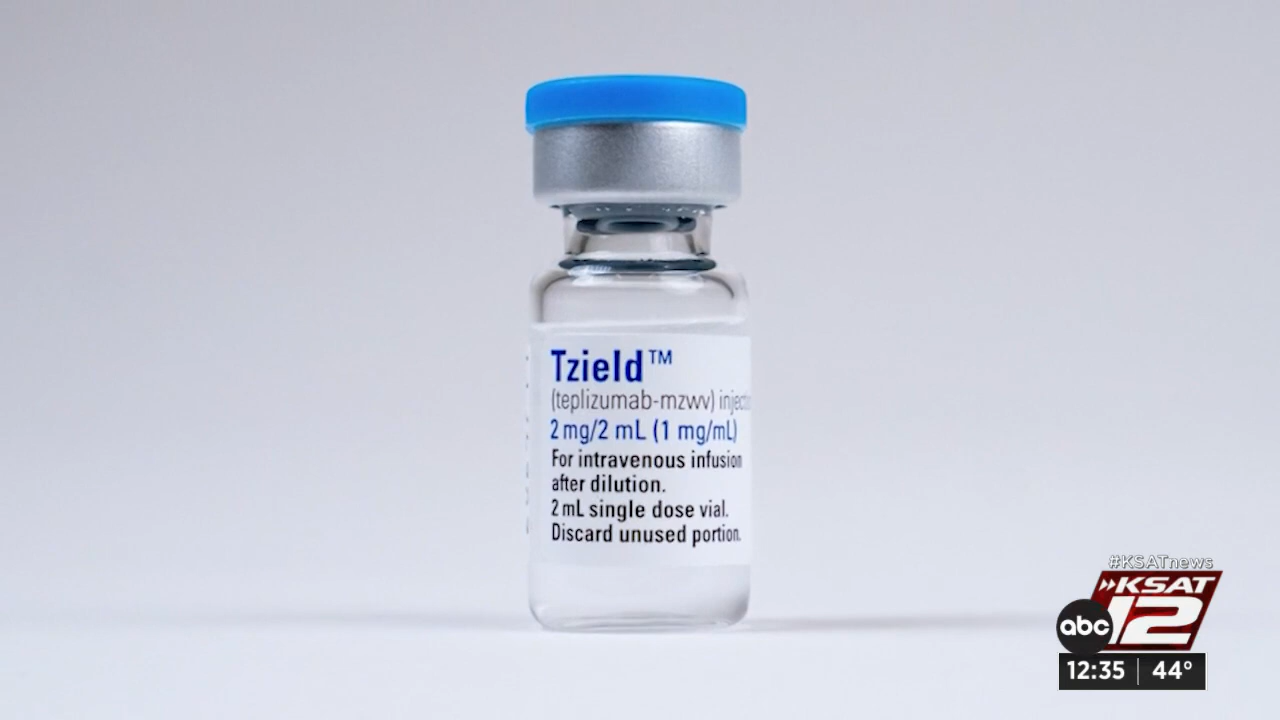 Tzield™
(teplizumab-mzwv)
2 mg/2 mL (1 mg/mL)
For intravenous infusion
after dilution.
2 mL single dose vial.
Discard unused portion.
#KSATnews
KSAT
abc 12
12:35 44°